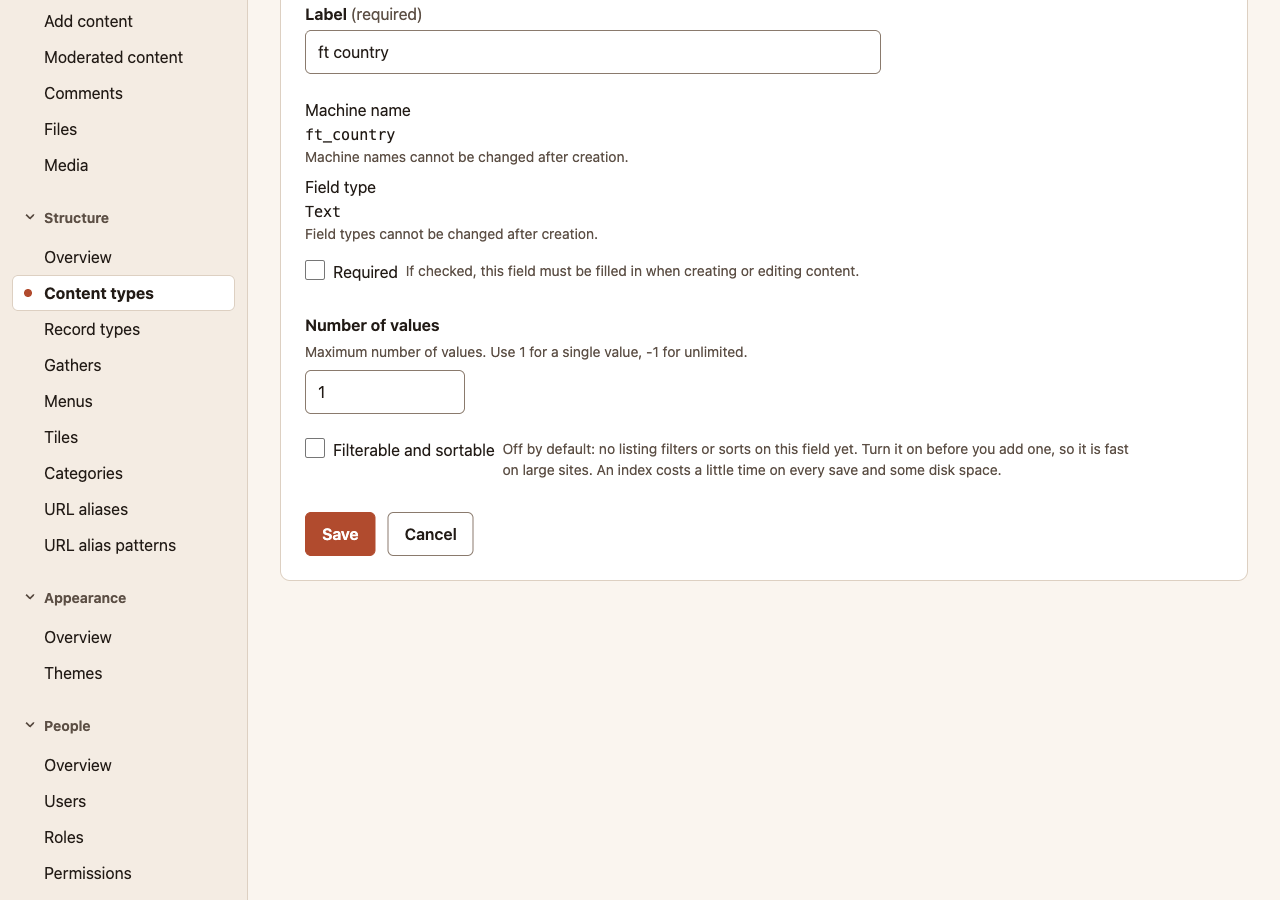 Add content
Moderated content
Comments
Files
Media
Structure
Overview
Content types
Record types
Gathers
Menus
Tiles
Categories
URL aliases
URL alias patterns
Appearance
Overview
Themes
People
Overview
Users
Roles
Permissions
Label (required)
ft country
Machine name
ft_country
Machine names cannot be changed after creation.
Field type
Text
Field types cannot be changed after creation.
Required If checked, this field must be filled in when creating or editing content.
Number of values
Maximum number of values. Use 1 for a single value, -1 for unlimited.
1
Filterable and sortable Off by default: no listing filters or sorts on this field yet. Turn it on before you add one, so it is fast
on large sites. An index costs a little time on every save and some disk space.
Save Cancel